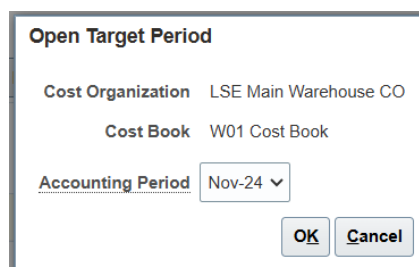 Open Target Period
Cost Organization LSE Main Warehouse CO
Cost Book W01 Cost Book
Accounting Period Nov-24
OK Cancel